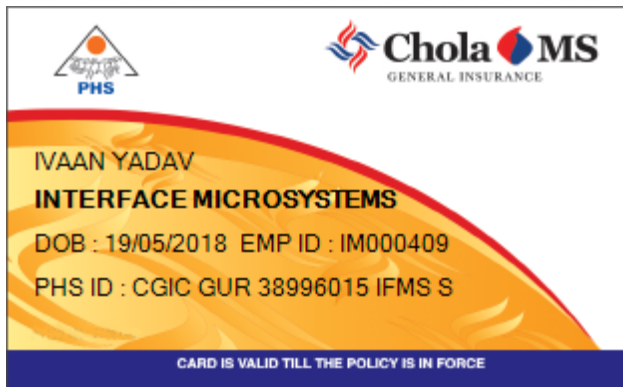 PHS
Chola MS
GENERAL INSURANCE
IVAAN YADAV
INTERFACE MICROSYSTEMS
DOB : 19/05/2018 EMP ID : IM000409
PHS ID : CGIC GUR 38996015 IFMS S
CARD IS VALID TILL THE POLICY IS IN FORCE